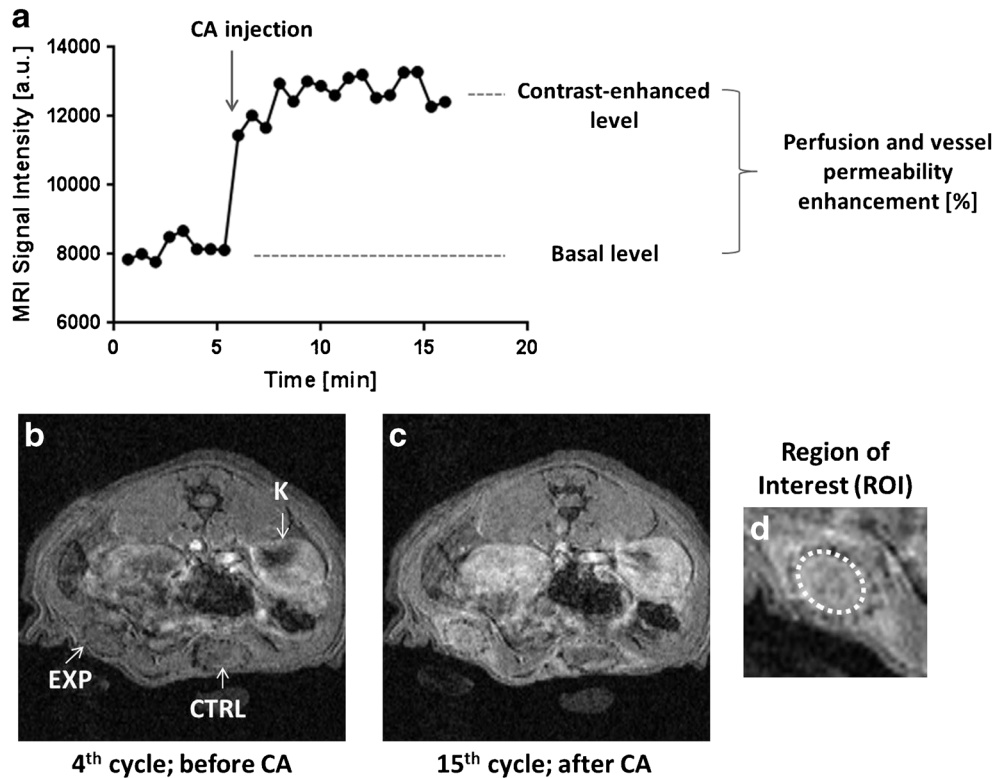 a
CA injection
MRI Signal Intensity [a.u.]
14000
12000
10000
8000
6000
0
5
10
15
20
Time [min]
Contrast-enhanced
level
Basal level
Perfusion and vessel
permeability
enhancement [%]
b
K
EXP
CTRL
4th cycle; before CA
c
15th cycle; after CA
Region of
Interest (ROI)
d